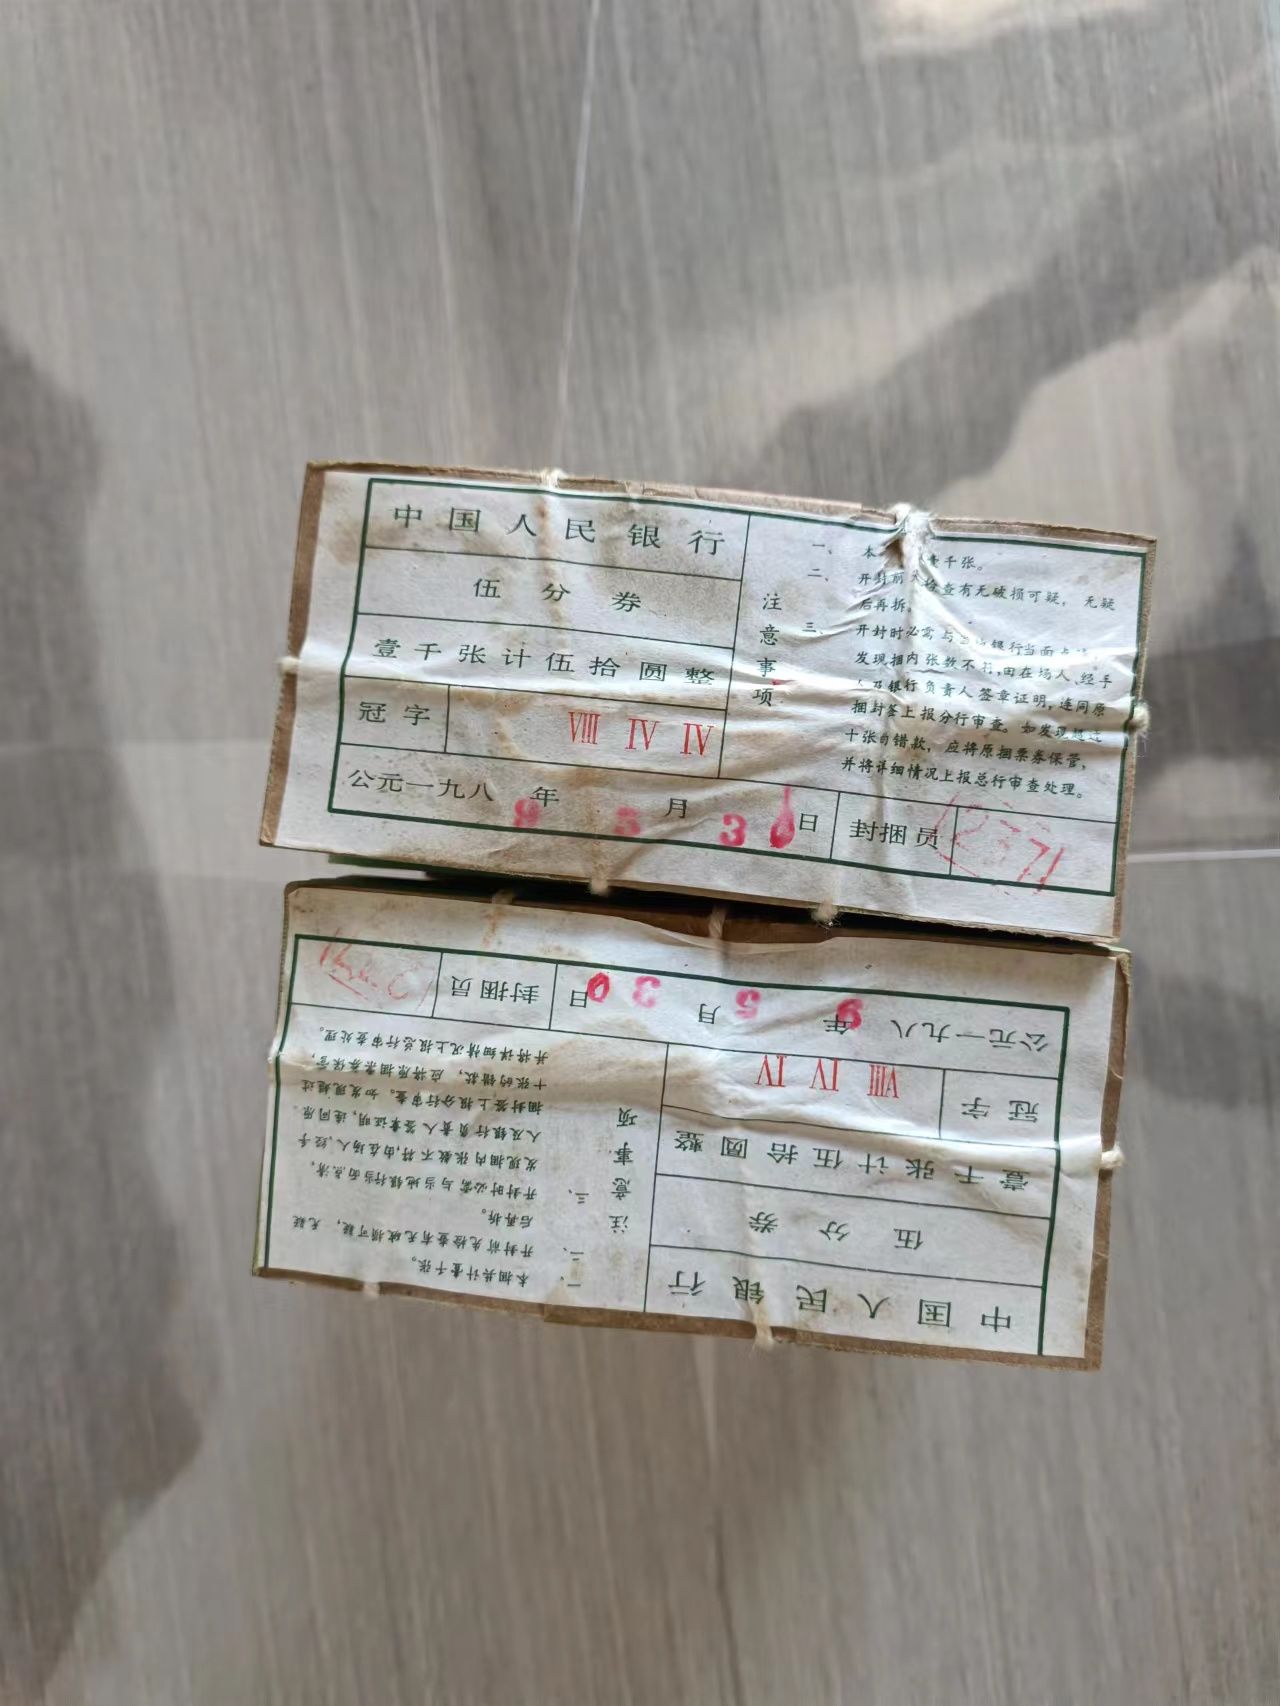 中国人民银行
伍分券
壹千张计伍拾圆整
冠字 VIII IV IV
公元一九八 年 5 月 3 日
封捆员
注意事项
一、本 壹千张。
二、开封前 检查有无破损可疑,无疑
后再拆。
三、开封时必需与当地银行当面点清。
发现捆内张数不符,由在场人、经手
人及银行负责人签章证明,连同原
捆封签上报分行审查。如发现超过
十张的错款,应将原捆票券保管,
并将详细情况上报总行审查处理。
中国人民银行
伍分券
壹千张计伍拾圆整
冠字 VIII IV IV
公元一九八9年5月30日
封捆员
注意事项
一、本捆共计壹千张。
二、开封前先检查有无破损可疑,无疑
后再拆。
三、开封时必需与当地银行当面点清,
发现捆内张数不符,由在场人、经手
人及银行负责人签章证明,连同原
捆封签上报分行审查。如发现超过
十张的错款,应将原捆票券保管,
并将详细情况上报总行审查处理。